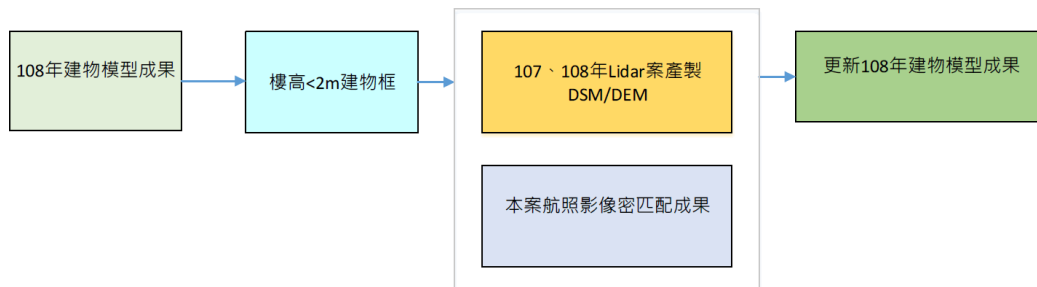 108年建物模型成果
樓高<2m建物框
107、108年Lidar案產製
DSM/DEM
本案航照影像密匹配成果
更新108年建物模型成果